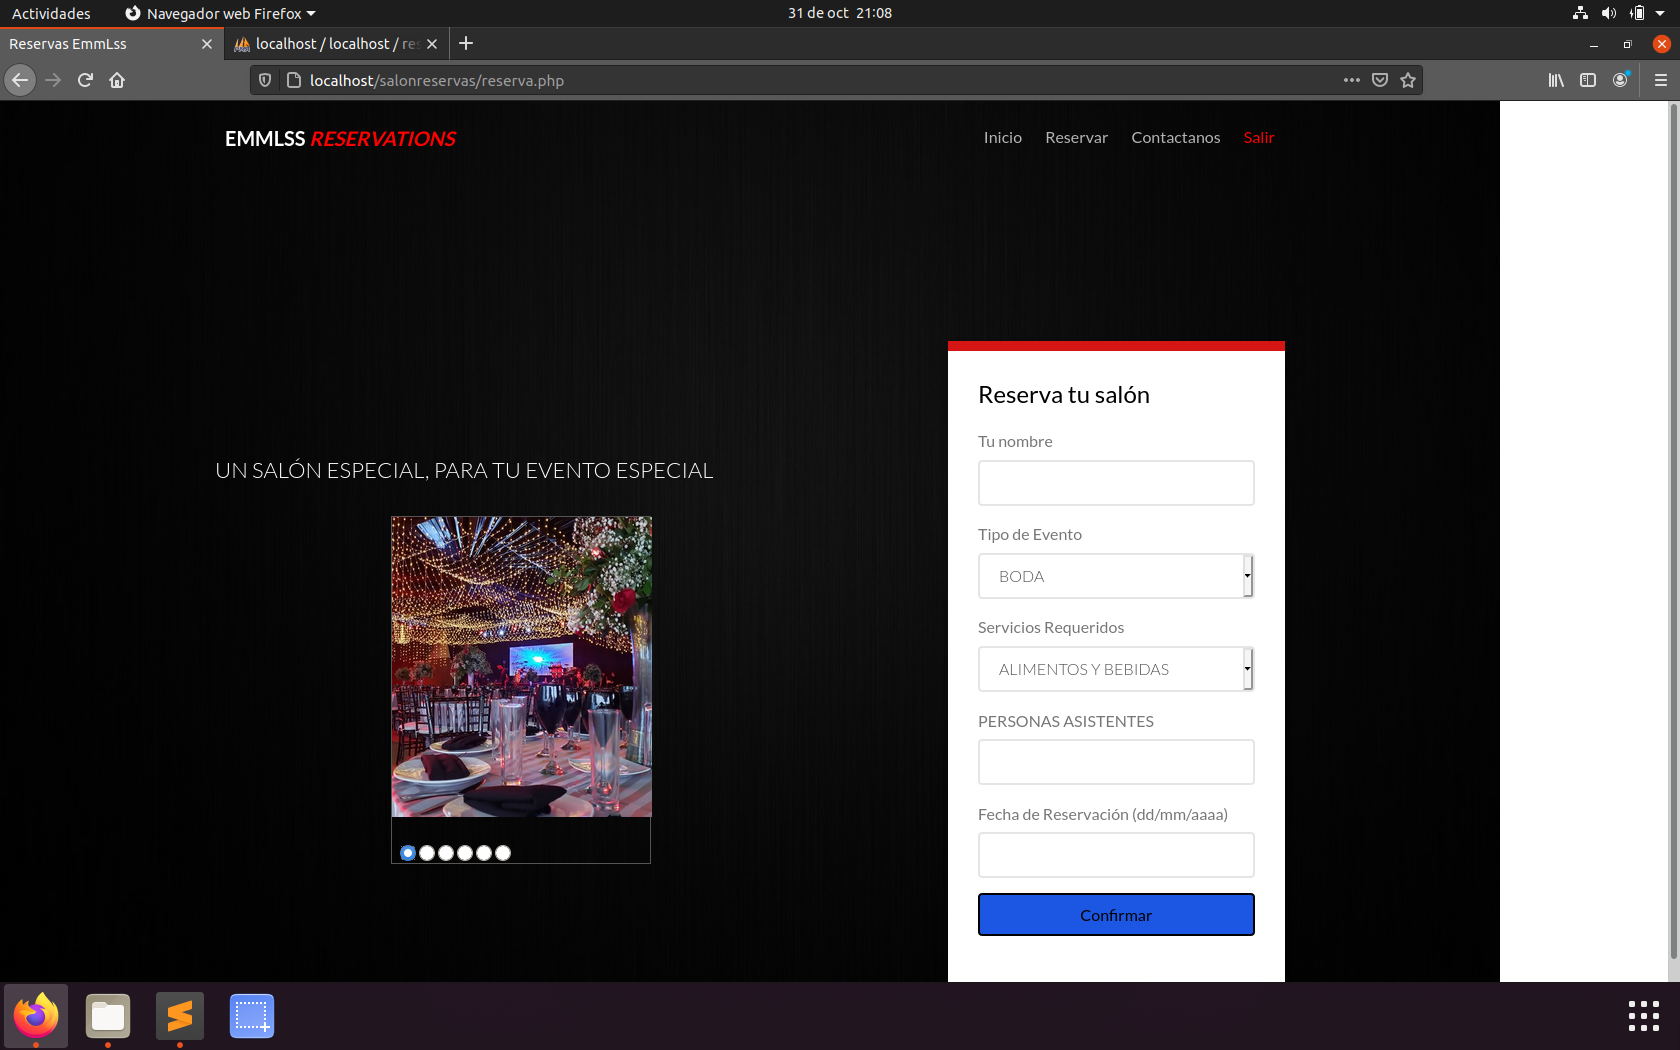 Actividades
Navegador web Firefox
31 de oct 21:08
Reservas EmmLss
localhost / localhost / res
localhost/salonreservas/reserva.php
EMMLSS RESERVATIONS
Inicio
Reservar
Contactanos
Salir
UN SALÓN ESPECIAL, PARA TU EVENTO ESPECIAL
Reserva tu salón
Tu nombre
Tipo de Evento
BODA
Servicios Requeridos
ALIMENTOS Y BEBIDAS
PERSONAS ASISTENTES
Fecha de Reservación (dd/mm/aaaa)
Confirmar